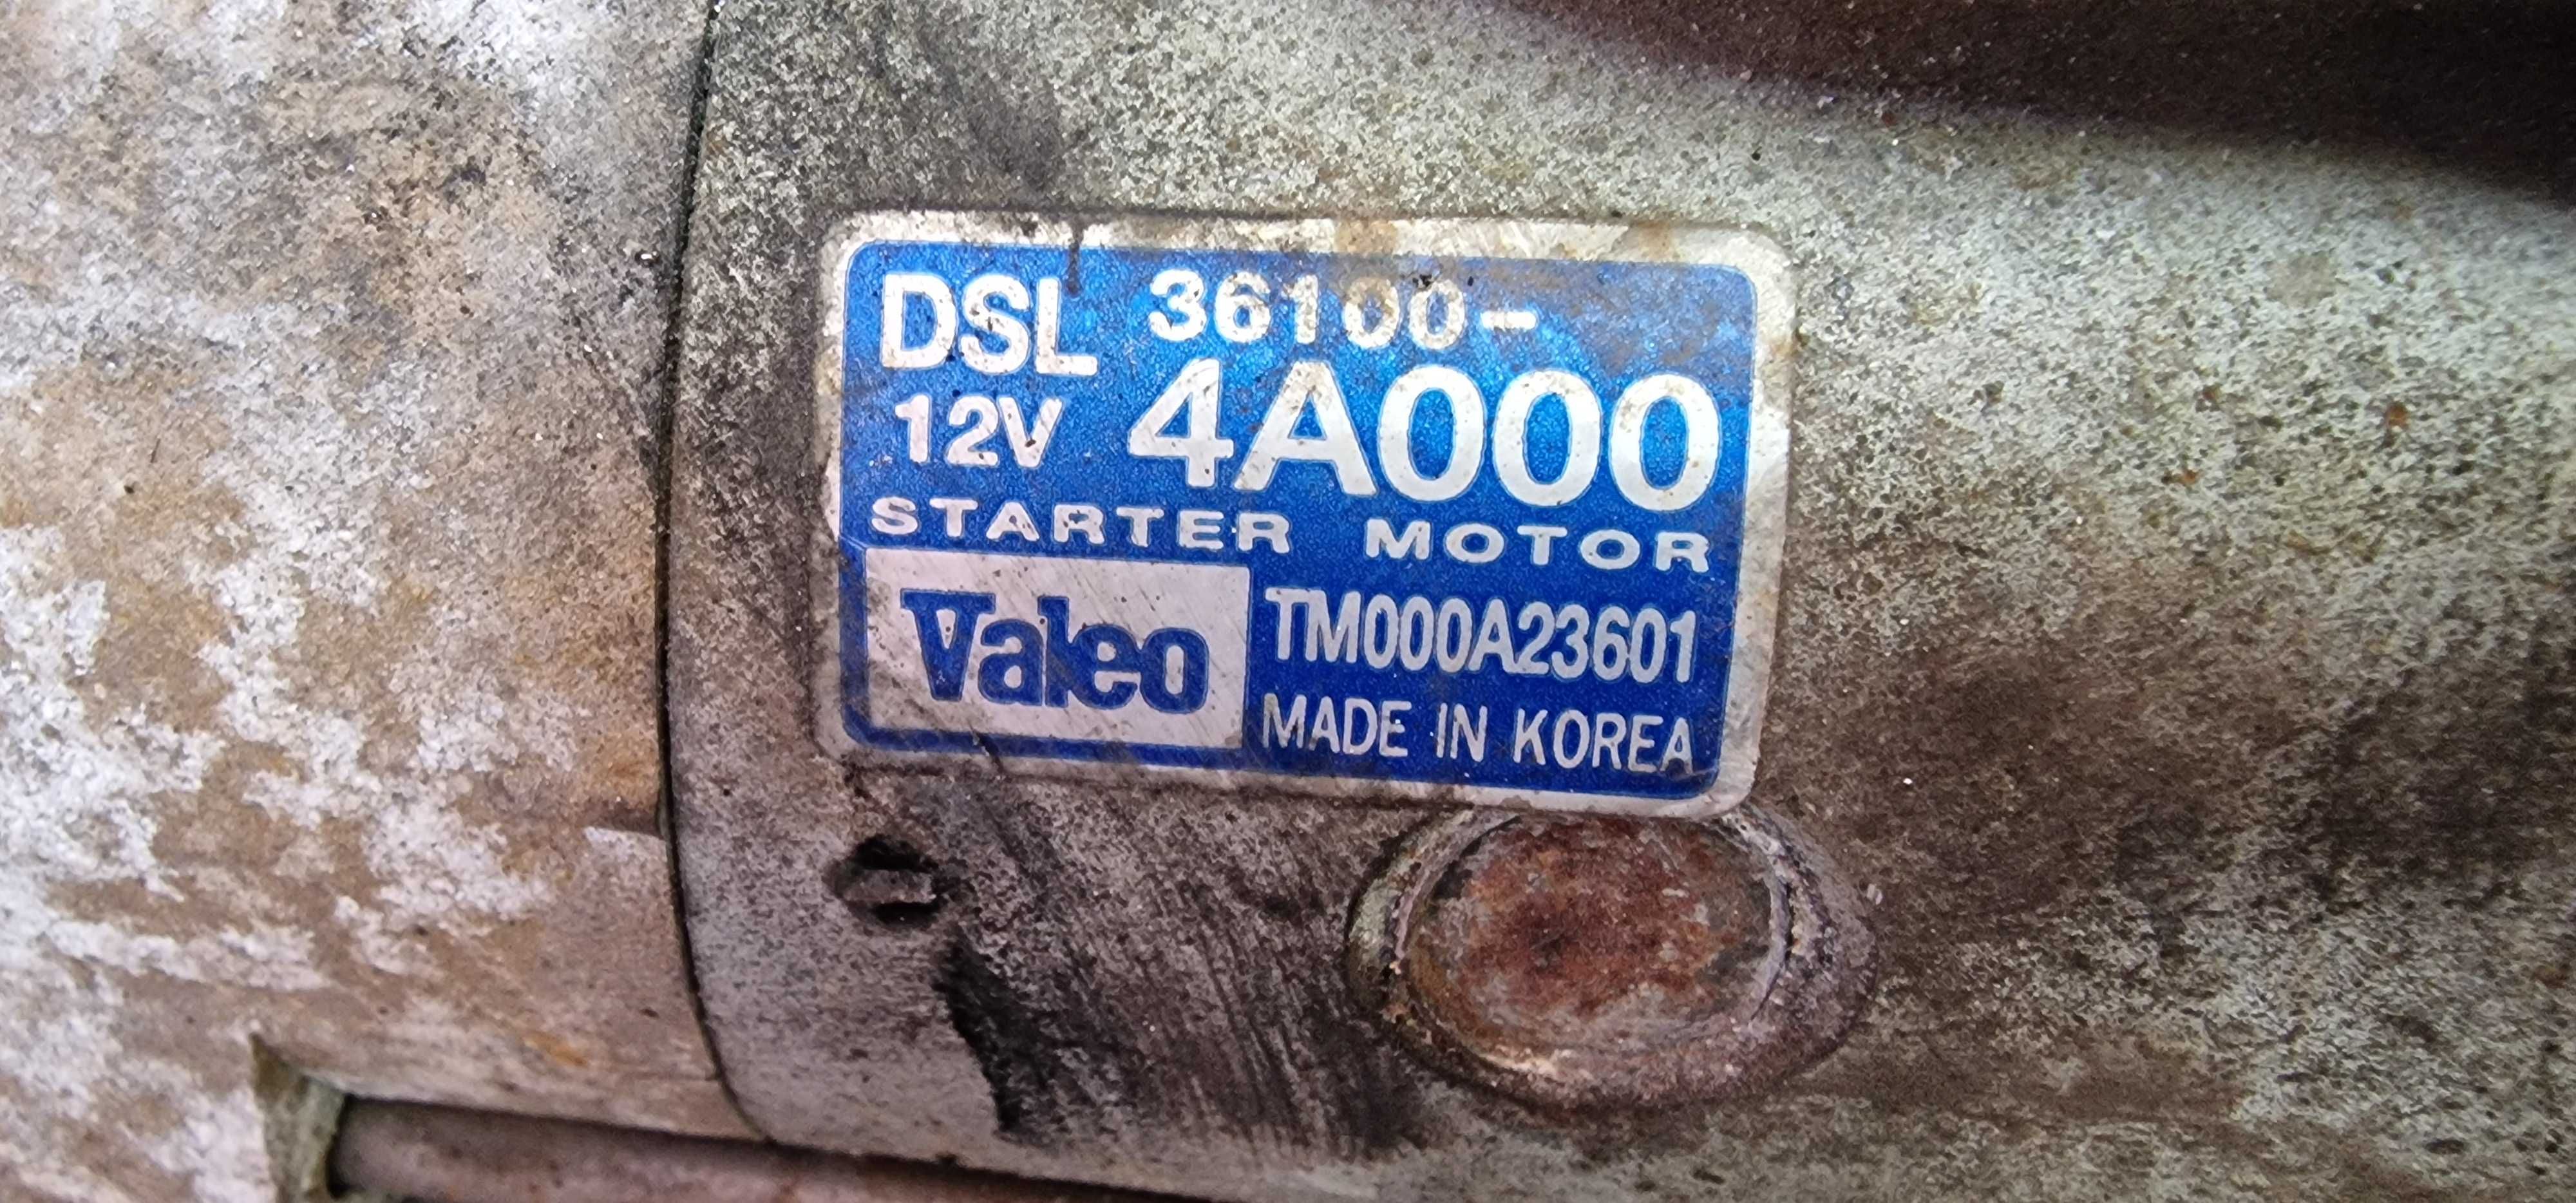 DSL 36100-
12V 4A000
STARTER MOTOR
Valeo TM000A23601
MADE IN KOREA